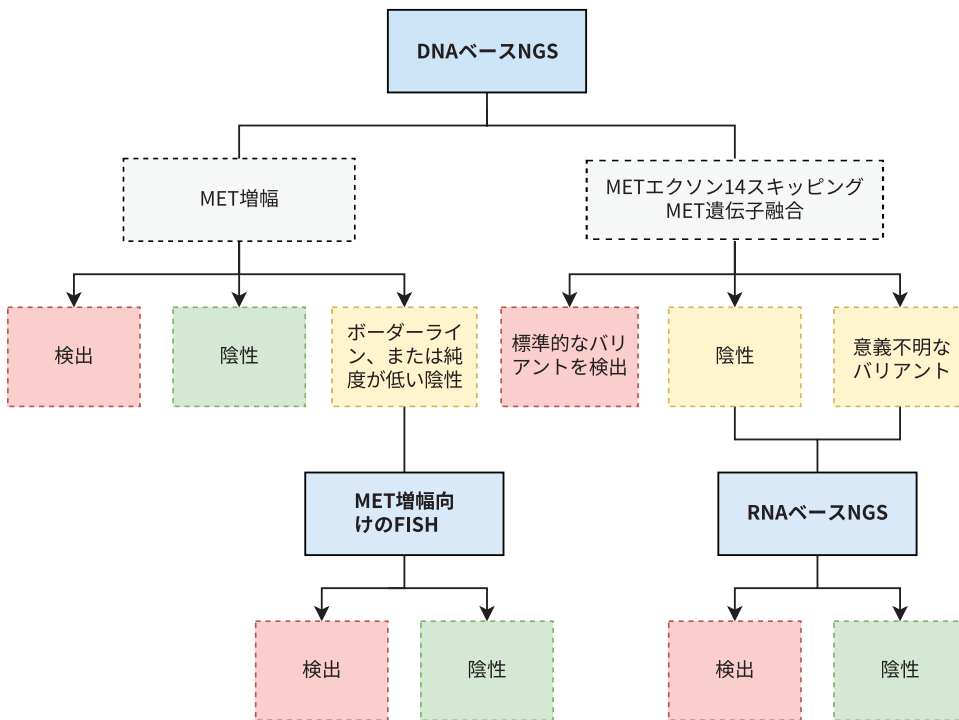 DNAベースNGS
MET増幅
METエクソン14スキッピング
MET遺伝子融合
検出
陰性
ボーダーライ
ン、または純
度が低い陰性
標準的なバリ
アントを検出
陰性
意義不明な
バリアント
MET増幅向
けのFISH
RNAベースNGS
検出
陰性
検出
陰性